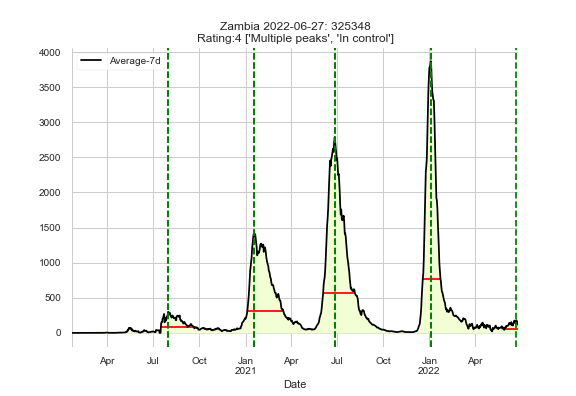 Zambia 2022-06-27: 325348
Rating:4 ['Multiple peaks', 'In control']
Average-7d
4000
3500
3000
2500
2000
1500
1000
500
0
Apr Jul Oct Jan Apr Jul Oct Jan Apr
2021 2022
Date